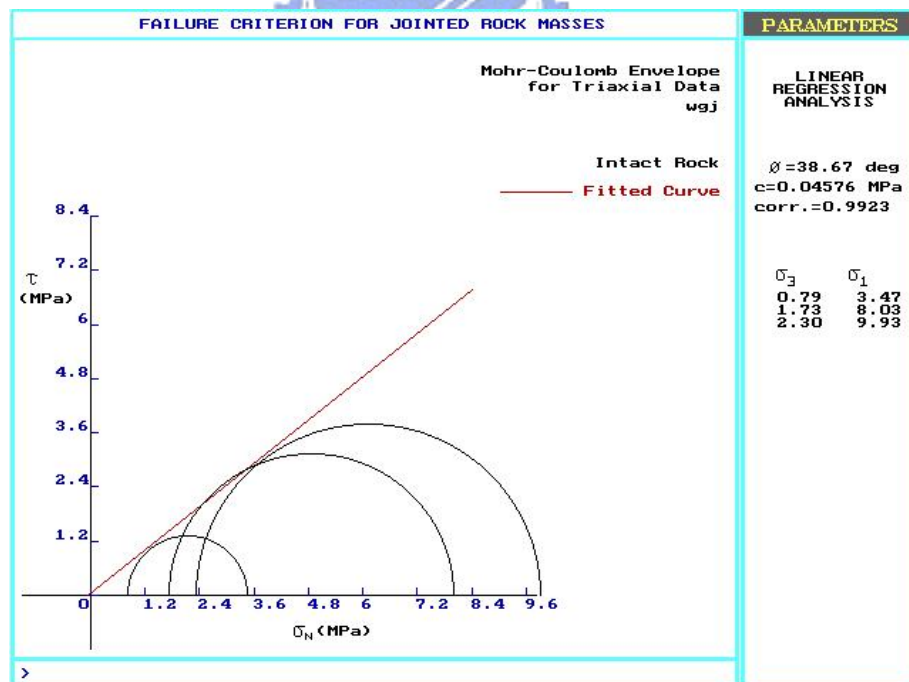 FAILURE CRITERION FOR JOINTED ROCK MASSES
PARAMETERS
Mohr-Coulomb Envelope
for Triaxial Data
wgj
Intact Rock
Fitted Curve
8.4
7.2
τ
(MPa)
6
4.8
3.6
2.4
1.2
0 1.2 2.4 3.6 4.8 6 7.2 8.4 9.6
σN (MPa)
>
LINEAR
REGRESSION
ANALYSIS
Ø=38.67 deg
c=0.04576 MPa
corr.=0.9923
σ3 σ1
0.79 3.47
1.73 8.03
2.30 9.93